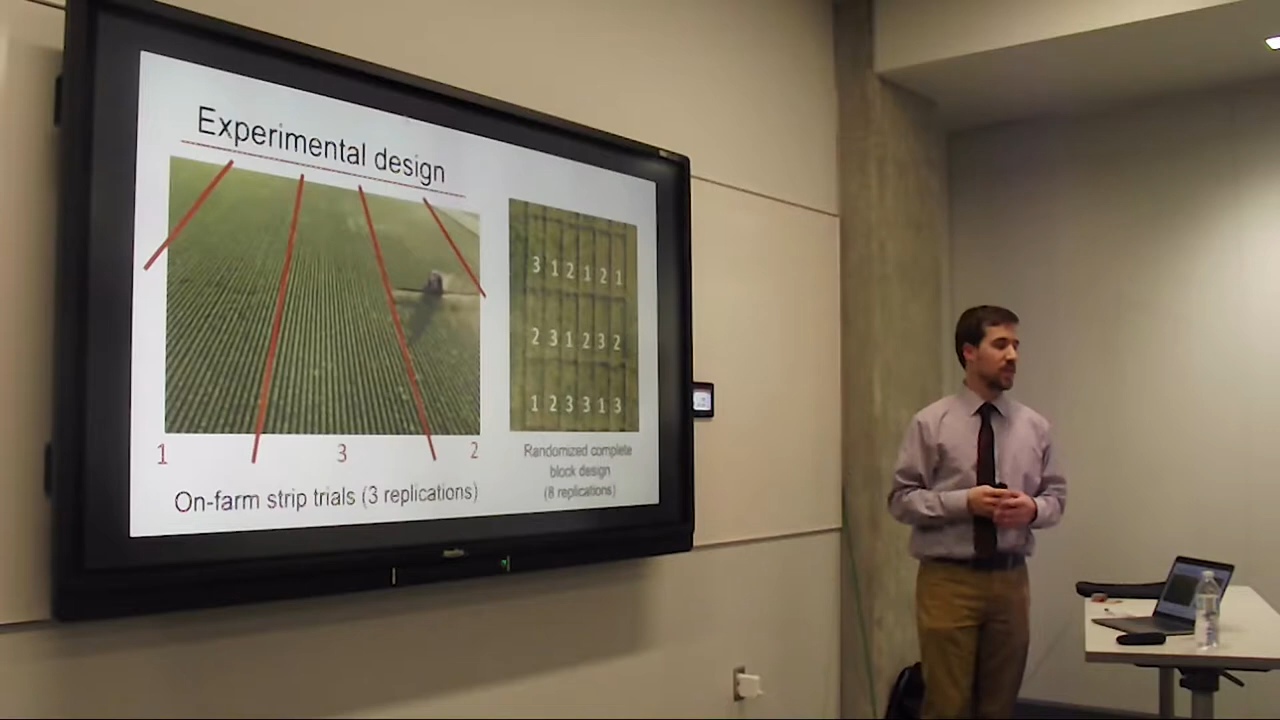 Experimental design
3 1 2 1 2 1
2 3 1 2 3 2
1 2 3 3 1 3
1 3 2
Randomized complete
block design
(8 replications)
On-farm strip trials (3 replications)